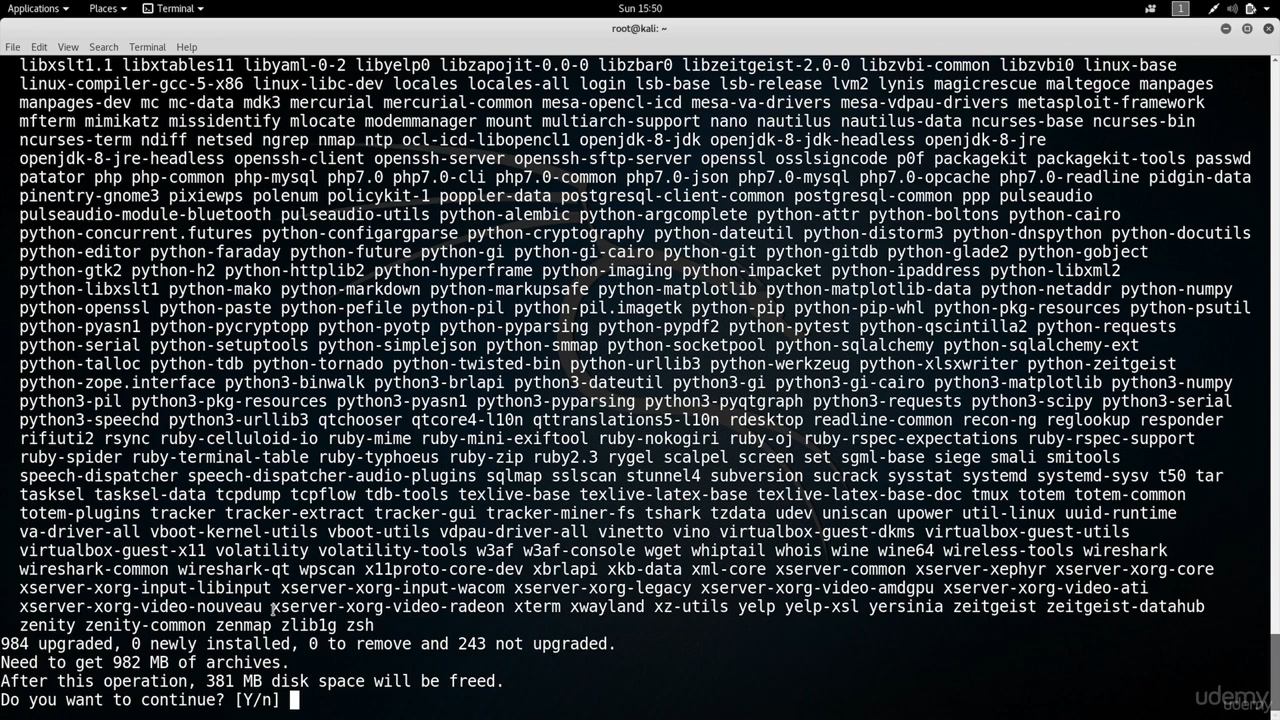 Applications Places Terminal Sun 15:50 1
root@kali: ~
File Edit View Search Terminal Help
libxslt1.1 libxtables11 libyaml-0-2 libyelp0 libzapojit-0.0-0 libzbar0 libzeitgeist-2.0-0 libzvbi-common libzvbi0 linux-base
linux-compiler-gcc-5-x86 linux-libc-dev locales locales-all login lsb-base lsb-release lvm2 lynis magicrescue maltegoce manpages
manpages-dev mc mc-data mdk3 mercurial mercurial-common mesa-opencl-icd mesa-va-drivers mesa-vdpau-drivers metasploit-framework
mfterm mimikatz missidentify mlocate modemmanager mount multiarch-support nano nautilus nautilus-data ncurses-base ncurses-bin
ncurses-term ndiff netsed ngrep nmap ntp ocl-icd-libopencl1 openjdk-8-jdk openjdk-8-jdk-headless openjdk-8-jre
openjdk-8-jre-headless openssh-client openssh-server openssh-sftp-server openssl osslsigncode p0f packagekit packagekit-tools passwd
patator php php-common php-mysql php7.0 php7.0-cli php7.0-common php7.0-json php7.0-mysql php7.0-opcache php7.0-readline pidgin-data
pinentry-gnome3 pixiewps polenum policykit-1 poppler-data postgresql-client-common postgresql-common ppp pulseaudio
pulseaudio-module-bluetooth pulseaudio-utils python-alembic python-argcomplete python-attr python-boltons python-cairo
python-concurrent.futures python-configargparse python-cryptography python-dateutil python-distorm3 python-dnspython python-docutils
python-editor python-faraday python-future python-gi python-gi-cairo python-git python-gitdb python-glade2 python-gobject
python-gtk2 python-h2 python-httplib2 python-hyperframe python-imaging python-impacket python-ipaddress python-libxml2
python-libxslt1 python-mako python-markdown python-markupsafe python-matplotlib python-matplotlib-data python-netaddr python-numpy
python-openssl python-paste python-pefile python-pil python-pil.imagetk python-pip python-pip-whl python-pkg-resources python-psutil
python-pyasn1 python-pycryptopp python-pyotp python-pyparsing python-pypdf2 python-pytest python-qscintilla2 python-requests
python-serial python-setuptools python-simplejson python-smmap python-socketpool python-sqlalchemy python-sqlalchemy-ext
python-talloc python-tdb python-tornado python-twisted-bin python-urllib3 python-werkzeug python-xlsxwriter python-zeitgeist
python-zope.interface python3-binwalk python3-brlapi python3-dateutil python3-gi python3-gi-cairo python3-matplotlib python3-numpy
python3-pil python3-pkg-resources python3-pyasn1 python3-pyparsing python3-pyqtgraph python3-requests python3-scipy python3-serial
python3-speechd python3-urllib3 qtchooser qtcore4-l10n qttranslations5-l10n rdesktop readline-common recon-ng reglookup responder
rifiuti2 rsync ruby-celluloid-io ruby-mime ruby-mini-exiftool ruby-nokogiri ruby-oj ruby-rspec-expectations ruby-rspec-support
ruby-spider ruby-terminal-table ruby-typhoeus ruby-zip ruby2.3 rygel scalpel screen set sgml-base siege smali smitools
speech-dispatcher speech-dispatcher-audio-plugins sqlmap sslscan stunnel4 subversion sucrack sysstat systemd systemd-sysv t50 tar
tasksel tasksel-data tcpdump tcpflow tdb-tools texlive-base texlive-latex-base texlive-latex-base-doc tmux totem totem-common
totem-plugins tracker tracker-extract tracker-gui tracker-miner-fs tshark tzdata udev uniscan upower util-linux uuid-runtime
va-driver-all vboot-kernel-utils vboot-utils vdpau-driver-all vinetto vino virtualbox-guest-dkms virtualbox-guest-utils
virtualbox-guest-x11 volatility volatility-tools w3af w3af-console wget whiptail whois wine wine64 wireless-tools wireshark
wireshark-common wireshark-qt wpscan x11proto-core-dev xbrlapi xkb-data xml-core xserver-common xserver-xephyr xserver-xorg-core
xserver-xorg-input-libinput xserver-xorg-input-wacom xserver-xorg-legacy xserver-xorg-video-amdgpu xserver-xorg-video-ati
xserver-xorg-video-nouveau xserver-xorg-video-radeon xterm xwayland xz-utils yelp yelp-xsl yersinia zeitgeist zeitgeist-datahub
zenity zenity-common zenmap zlib1g zsh
984 upgraded, 0 newly installed, 0 to remove and 243 not upgraded.
Need to get 982 MB of archives.
After this operation, 381 MB disk space will be freed.
Do you want to continue? [Y/n]
udemy
udemy